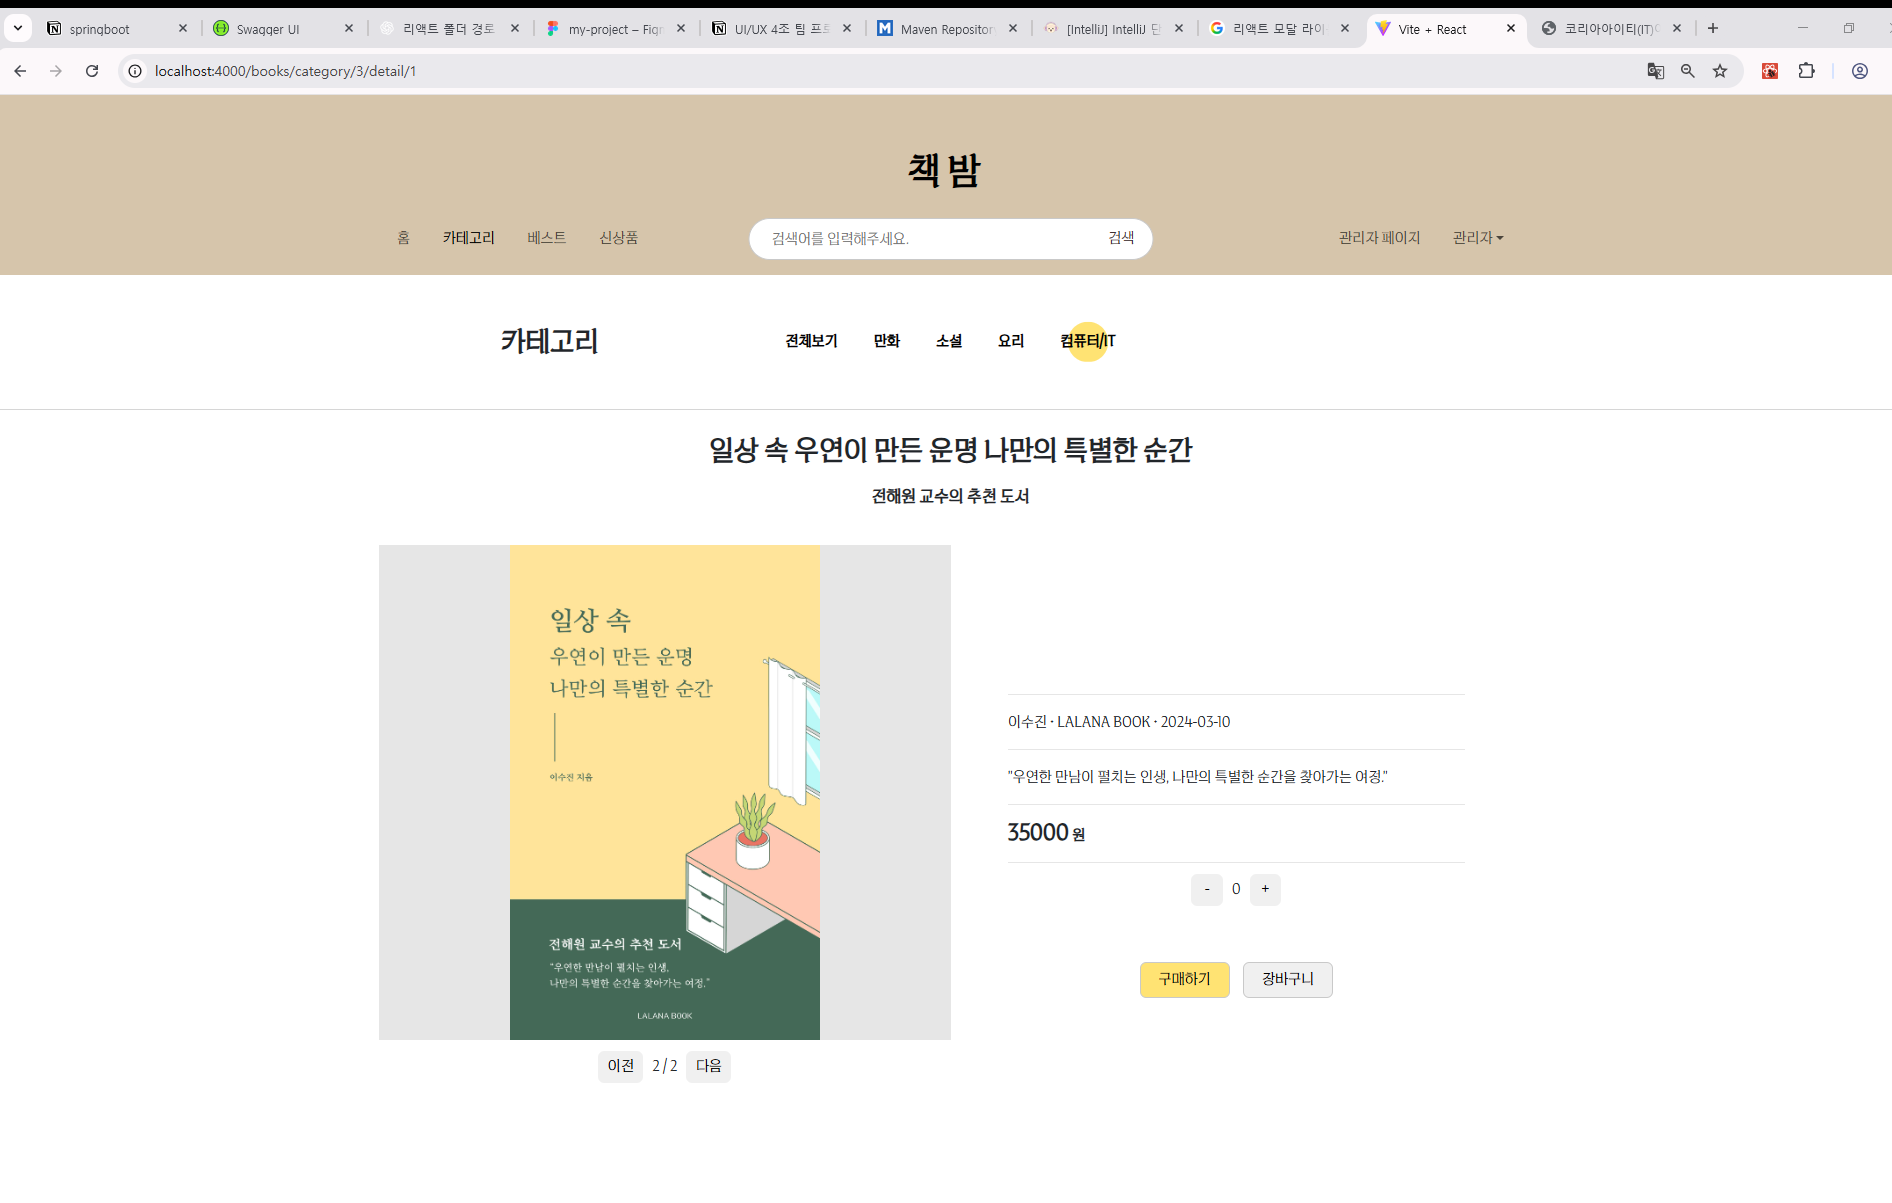 springboot
Swagger UI
리액트 폴더 경로
my-project – Figm
UI/UX 4조 팀 프로
Maven Repository
[IntelliJ] IntelliJ 단
리액트 모달 라이
Vite + React
코리아아이티(IT)
localhost:4000/books/category/3/detail/1
책 밤
홈 카테고리 베스트 신상품 검색어를 입력해주세요. 검색 관리자 페이지 관리자
카테고리 전체보기 만화 소설 요리 컴퓨터/IT
일상 속 우연이 만든 운명 나만의 특별한 순간
전해원 교수의 추천 도서
일상 속
우연이 만든 운명
나만의 특별한 순간
이수진 지음
전해원 교수의 추천 도서
"우연한 만남이 펼치는 인생,
나만의 특별한 순간을 찾아가는 여정."
LALANA BOOK
이전 2 / 2 다음
이수진 · LALANA BOOK · 2024-03-10
"우연한 만남이 펼치는 인생, 나만의 특별한 순간을 찾아가는 여정."
35000 원
- 0 +
구매하기 장바구니